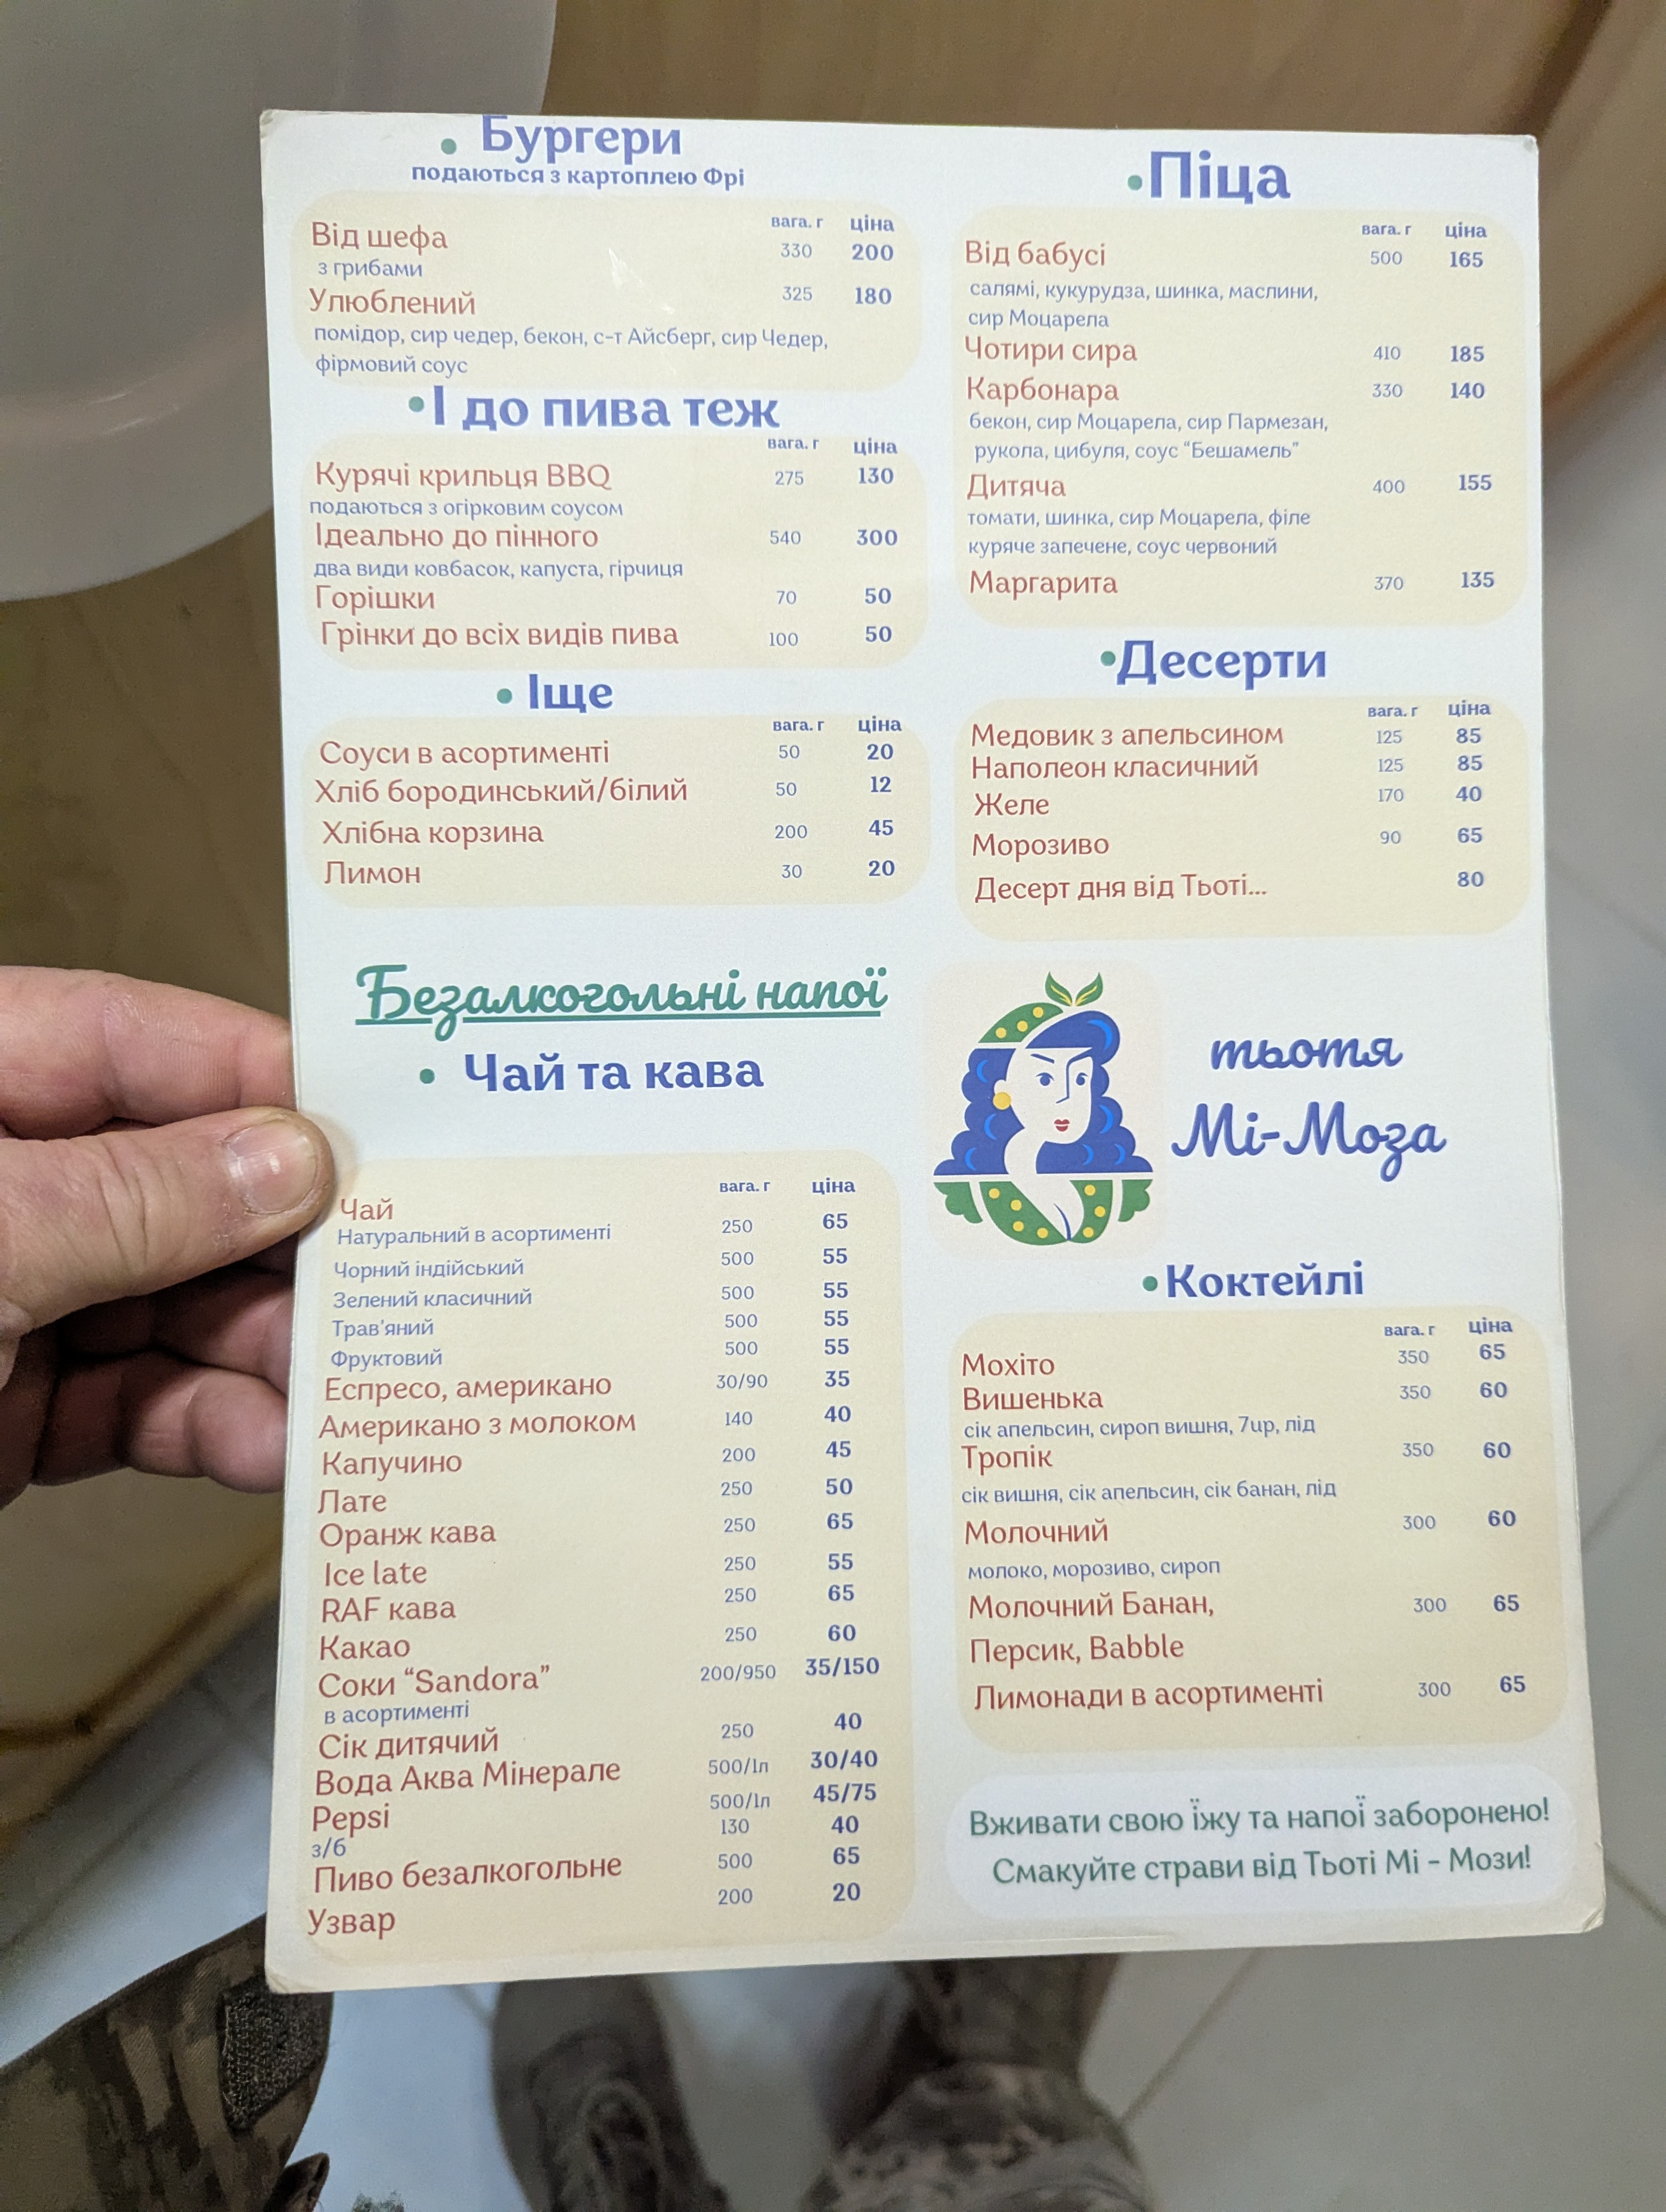 Бургери
подаються з картоплею Фрі
вага. г ціна
Від шефа 330 200
з грибами
Улюблений 325 180
помідор, сир чедер, бекон, с-т Айсберг, сир Чедер,
фірмовий соус
І до пива теж
вага. г ціна
Курячі крильця BBQ 275 130
подаються з огірковим соусом
Ідеально до пінного 540 300
два види ковбасок, капуста, гірчиця
Горішки 70 50
Грінки до всіх видів пива 100 50
Іще
вага. г ціна
Соуси в асортименті 50 20
Хліб бородинський/білий 50 12
Хлібна корзина 200 45
Лимон 30 20
Безалкогольні напої
Чай та кава
вага. г ціна
Чай
Натуральний в асортименті 250 65
Чорний індійський 500 55
Зелений класичний 500 55
Трав'яний 500 55
Фруктовий 500 55
Еспресо, американо 30/90 35
Американо з молоком 140 40
Капучино 200 45
Лате 250 50
Оранж кава 250 65
Ice late 250 55
RAF кава 250 65
Какао 250 60
Соки "Sandora" 200/950 35/150
в асортименті
Сік дитячий 250 40
Вода Аква Мінерале 500/1л 30/40
Pepsi 500/1л 45/75
з/б 130 40
Пиво безалкогольне 500 65
Узвар 200 20
Піца
вага. г ціна
Від бабусі 500 165
салямі, кукурудза, шинка, маслини,
сир Моцарела
Чотири сира 410 185
Карбонара 330 140
бекон, сир Моцарела, сир Пармезан,
рукола, цибуля, соус "Бешамель"
Дитяча 400 155
томати, шинка, сир Моцарела, філе
куряче запечене, соус червоний
Маргарита 370 135
Десерти
вага. г ціна
Медовик з апельсином 125 85
Наполеон класичний 125 85
Желе 170 40
Морозиво 90 65
Десерт дня від Тьоті... 80
тьотя
Мі-Моза
Коктейлі
вага. г ціна
Мохіто 350 65
Вишенька 350 60
сік апельсин, сироп вишня, 7up, лід
Тропік 350 60
сік вишня, сік апельсин, сік банан, лід
Молочний 300 60
молоко, морозиво, сироп
Молочний Банан, 300 65
Персик, Babble
Лимонади в асортименті 300 65
Вживати свою їжу та напої заборонено!
Смакуйте страви від Тьоті Мі - Мози!